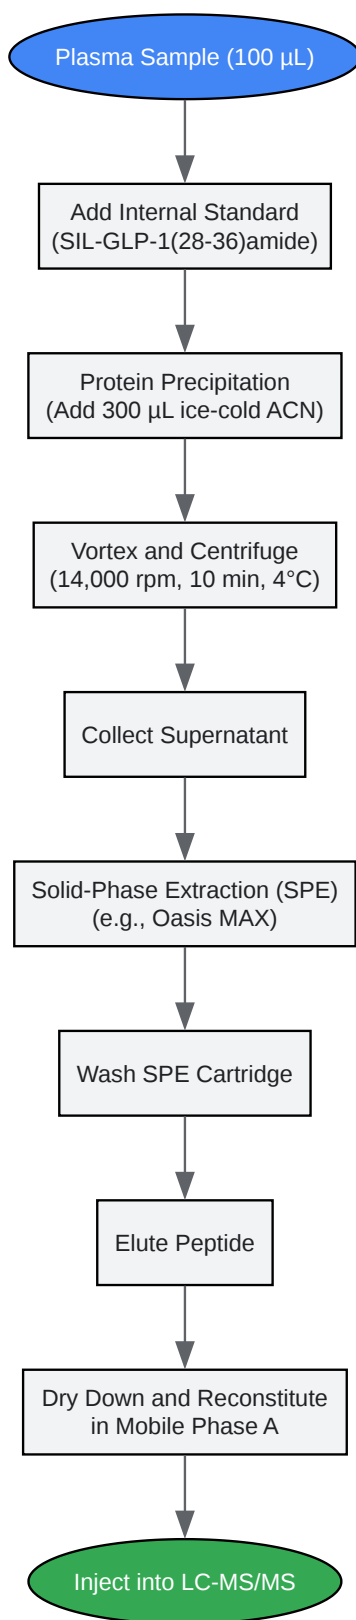 Plasma Sample (100 µL)
Add Internal Standard
(SIL-GLP-1(28-36)amide)
Protein Precipitation
(Add 300 µL ice-cold ACN)
Vortex and Centrifuge
(14,000 rpm, 10 min, 4°C)
Collect Supernatant
Solid-Phase Extraction (SPE)
(e.g., Oasis MAX)
Wash SPE Cartridge
Elute Peptide
Dry Down and Reconstitute
in Mobile Phase A
Inject into LC-MS/MS